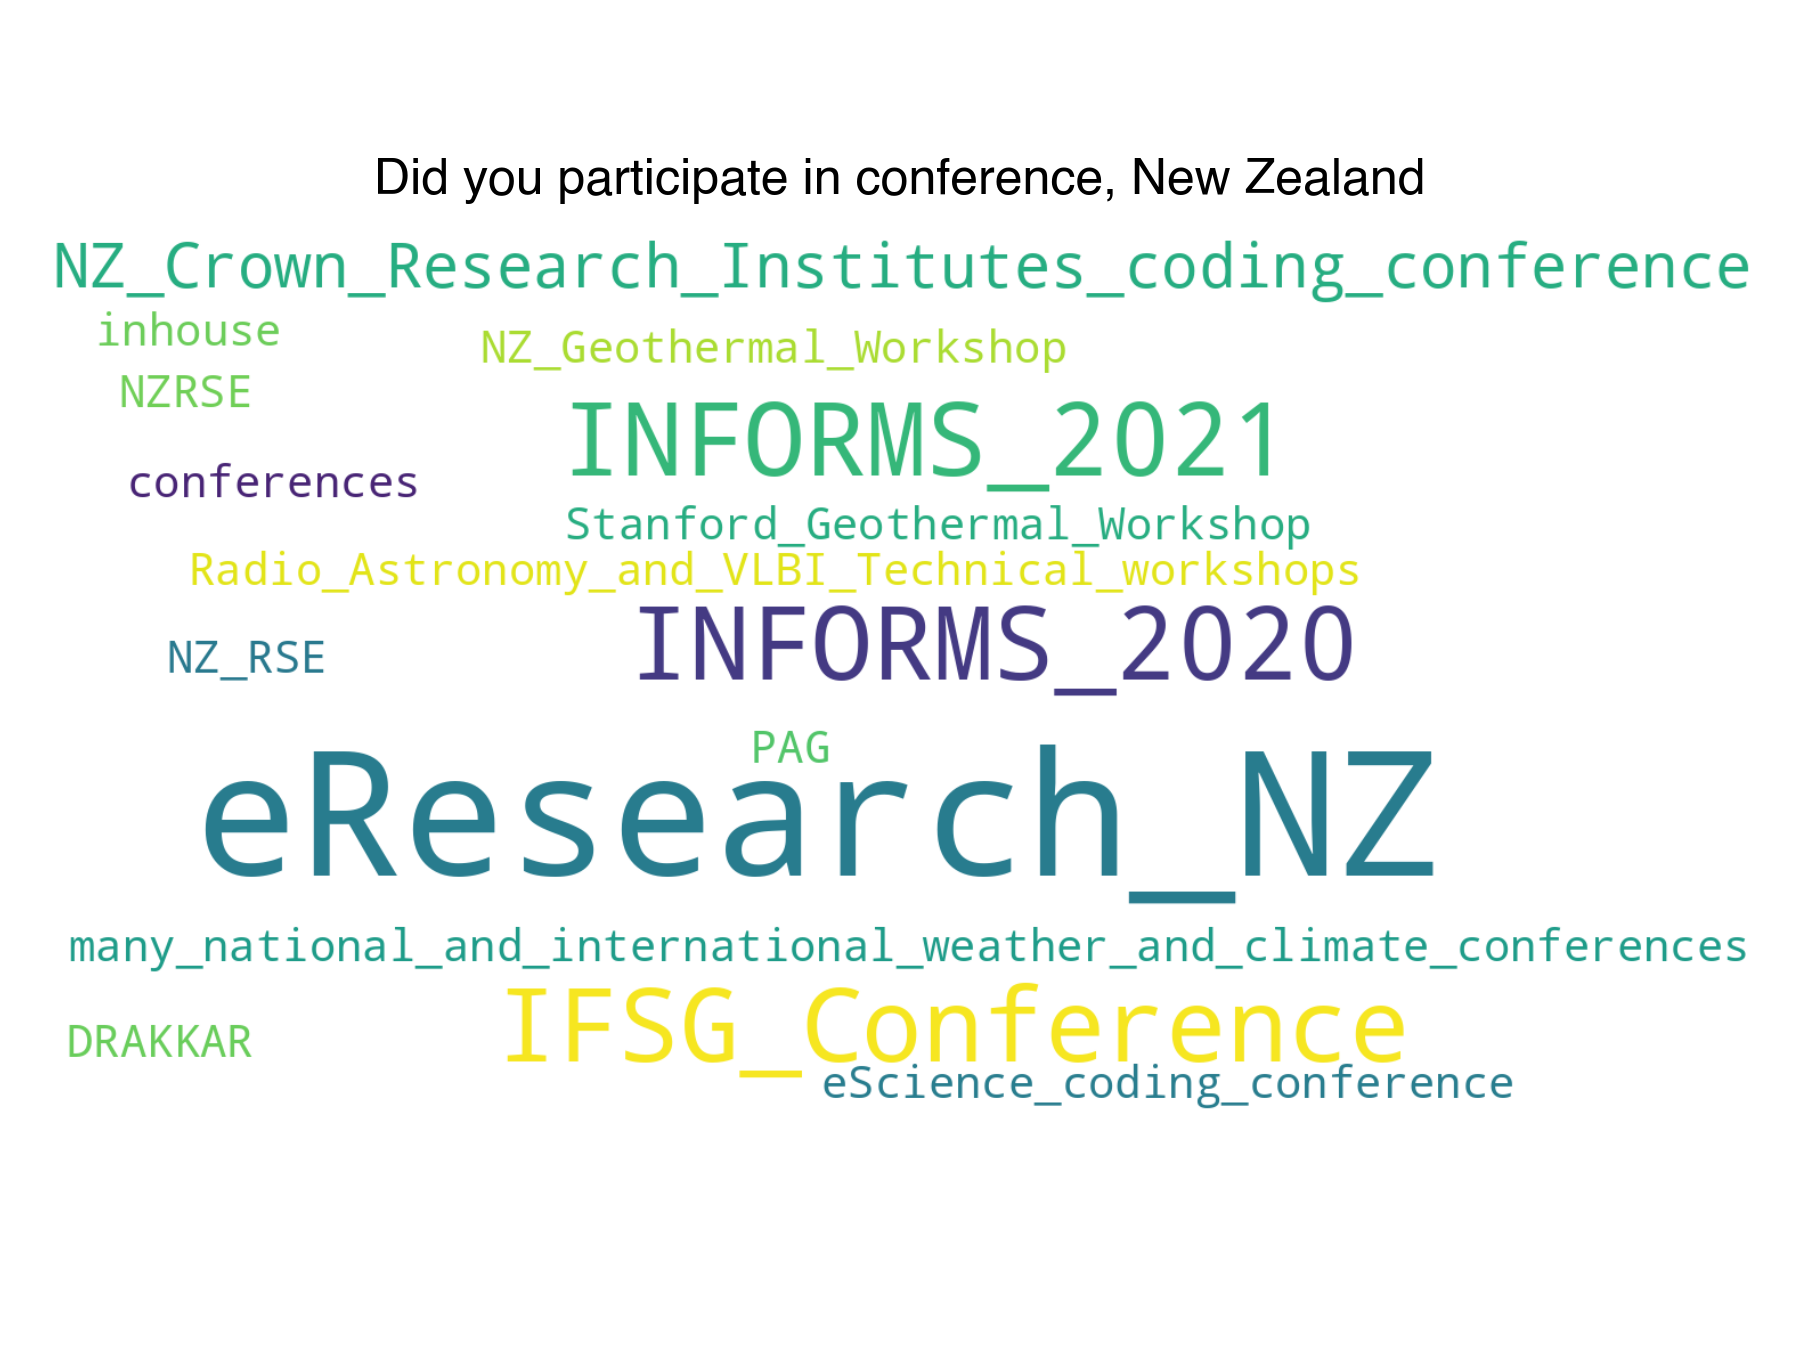 Did you participate in conference, New Zealand
NZ_Crown_Research_Institutes_coding_conference
inhouse
NZ_Geothermal_Workshop
NZRSE
INFORMS_2021
conferences
Stanford_Geothermal_Workshop
Radio_Astronomy_and_VLBI_Technical_workshops
INFORMS_2020
NZ_RSE
PAG
eResearch_NZ
many_national_and_international_weather_and_climate_conferences
IFSG_Conference
DRAKKAR
eScience_coding_conference